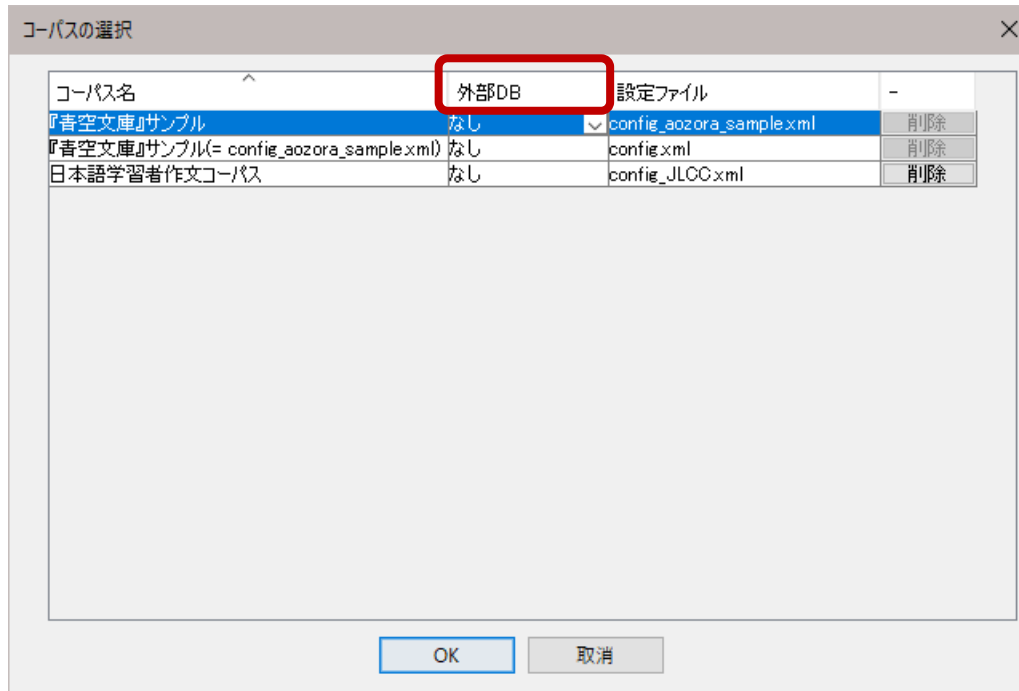 コーパスの選択
コーパス名 外部DB 設定ファイル -
『青空文庫』サンプル なし config_aozora_sample.xml 削除
『青空文庫』サンプル(= config_aozora_sample.xml) なし config.xml 削除
日本語学習者作文コーパス なし config_JLCC.xml 削除
OK 取消